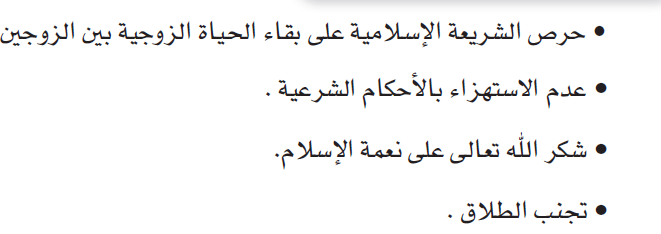 • حرص الشريعة الإسلامية على بقاء الحياة الزوجية بين الزوجين
• عدم الاستهزاء بالأحكام الشرعية .
• شكر الله تعالى على نعمة الإسلام.
• تجنب الطلاق .